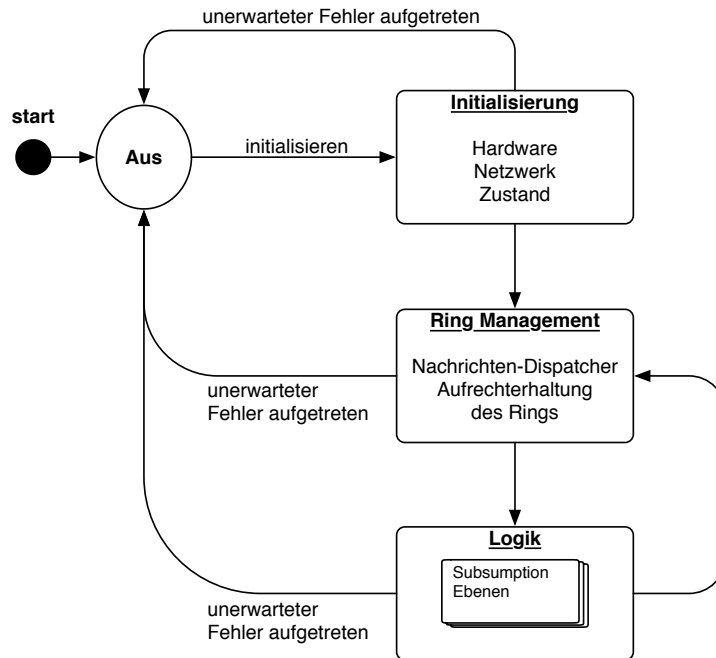 unerwarteter Fehler aufgetreten
start
Aus
initialisieren
Initialisierung
Hardware
Netzwerk
Zustand
Ring Management
Nachrichten-Dispatcher
Aufrechterhaltung
des Rings
unerwarteter
Fehler aufgetreten
Logik
Subsumption
Ebenen
unerwarteter
Fehler aufgetreten